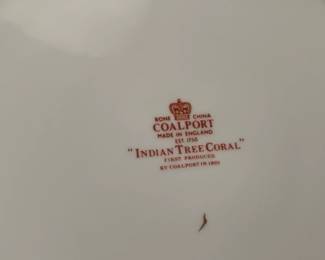 BONE CHINA
COALPORT
MADE IN ENGLAND
EST. 1750
"INDIAN TREE CORAL"
FIRST PRODUCED
BY COALPORT IN 1801